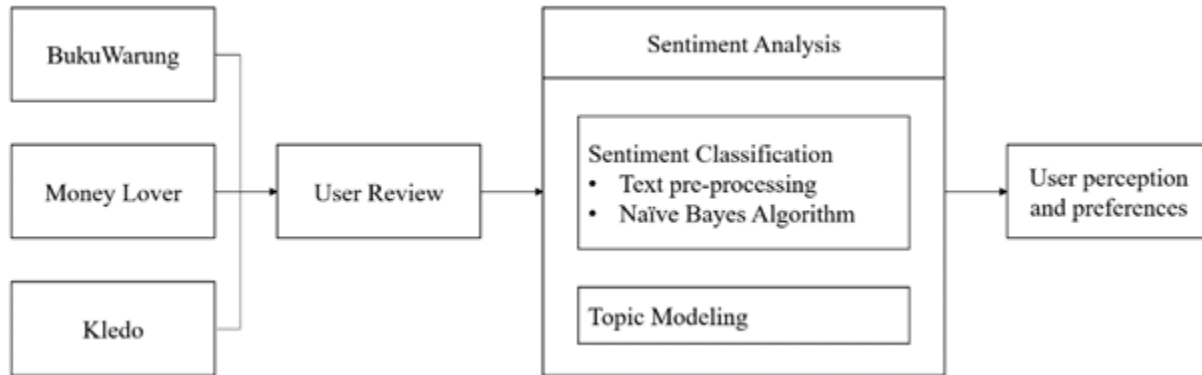 BukuWarung
Money Lover
Kledo
User Review
Sentiment Analysis
Sentiment Classification
• Text pre-processing
• Naïve Bayes Algorithm
Topic Modeling
User perception
and preferences